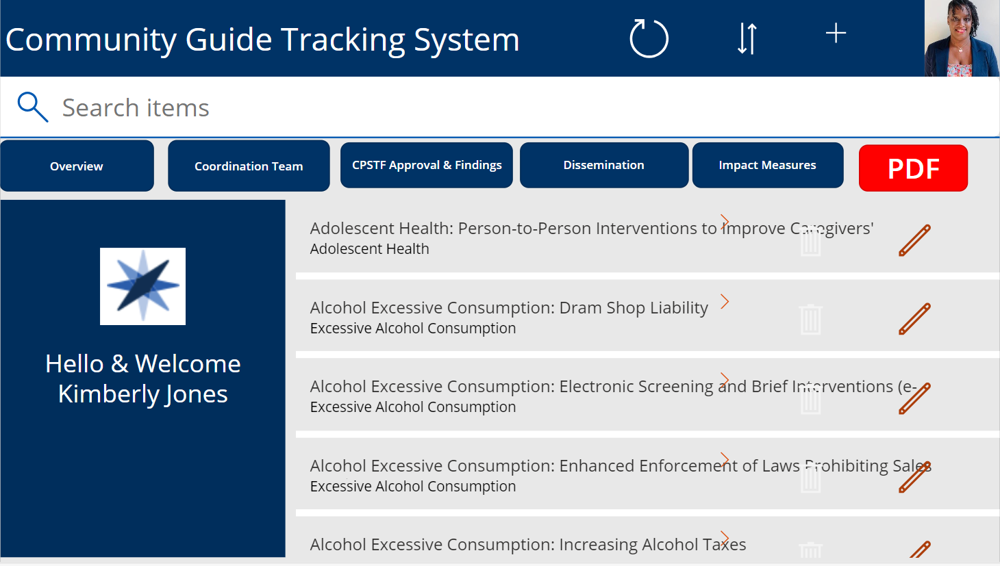 Community Guide Tracking System
Search items
Overview
Coordination Team
CPSTF Approval & Findings
Dissemination
Impact Measures
PDF
Hello & Welcome
Kimberly Jones
Adolescent Health: Person-to-Person Interventions to Improve Caregivers'
Adolescent Health
Alcohol Excessive Consumption: Dram Shop Liability
Excessive Alcohol Consumption
Alcohol Excessive Consumption: Electronic Screening and Brief Interventions (e-
Excessive Alcohol Consumption
Alcohol Excessive Consumption: Enhanced Enforcement of Laws Prohibiting Sales
Excessive Alcohol Consumption
Alcohol Excessive Consumption: Increasing Alcohol Taxes